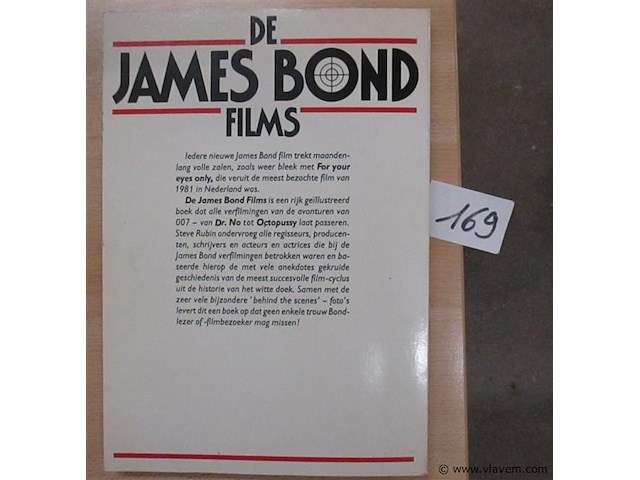 DE
JAMES BOND
FILMS
Iedere nieuwe James Bond film trekt maanden-
lang volle zalen, zoals weer bleek met For your
eyes only, die veruit de meest bezochte film van
1981 in Nederland was.
De James Bond Films is een rijk geïllustreerd
boek dat alle verfilmingen van de avonturen van
007 – van Dr. No tot Octopussy laat passeren.
Steve Rubin ondervroeg alle regisseurs, producen-
ten, schrijvers en acteurs en actrices die bij de
James Bond verfilmingen betrokken waren en ba-
seerde hierop de met vele anekdotes gekruide
geschiedenis van de meest succesvolle film-cyclus
uit de historie van het witte doek. Samen met de
zeer vele bijzondere 'behind the scenes' – foto's
levert dit een boek op dat geen enkele trouw Bond-
lezer of -filmbezoeker mag missen!
169
© www.vlavem.com